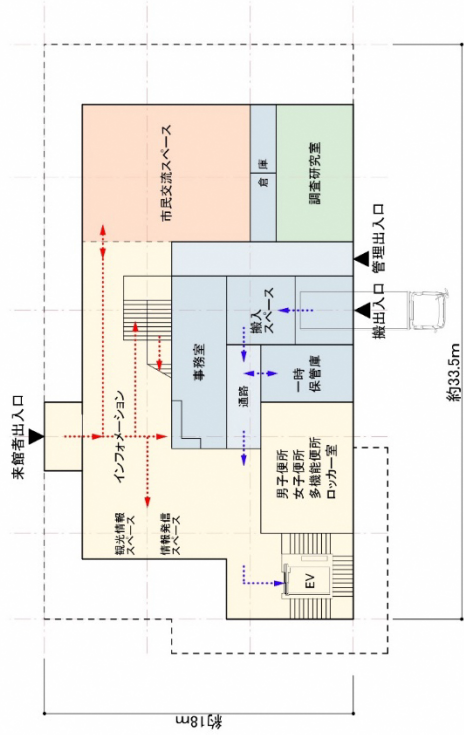 来館者出入口
市民交流スペース
倉庫
調査研究室
インフォメーション
事務室
搬入
スペース
通路
一時
保管庫
観光情報
スペース
情報発信
スペース
男子便所
女子便所
多機能便所
ロッカー室
EV
搬出入口
管理出入口
約18m
約33.5m